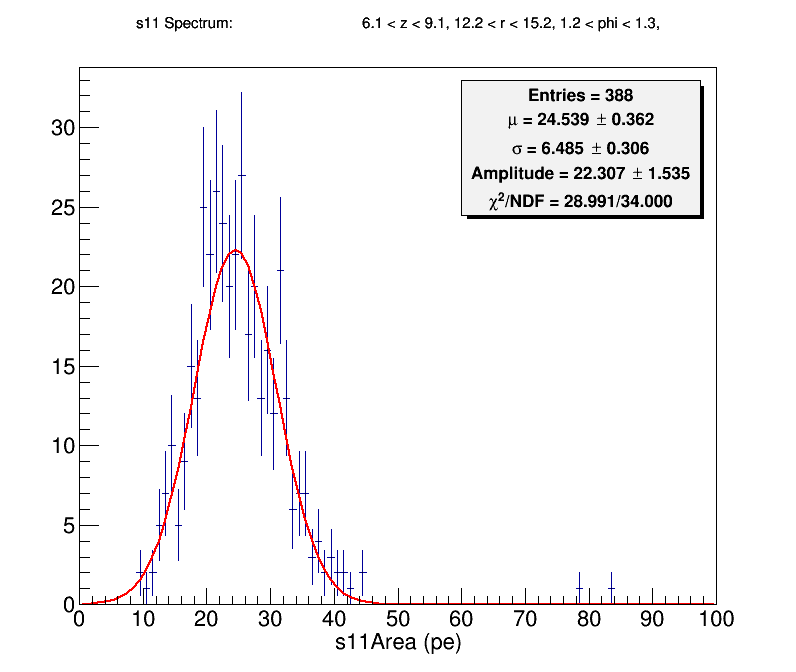 s11 Spectrum: 6.1 < z < 9.1, 12.2 < r < 15.2, 1.2 < phi < 1.3,
Entries = 388
μ = 24.539 ± 0.362
σ = 6.485 ± 0.306
Amplitude = 22.307 ± 1.535
χ²/NDF = 28.991/34.000
30
25
20
15
10
5
0
0 10 20 30 40 50 60 70 80 90 100
s11Area (pe)